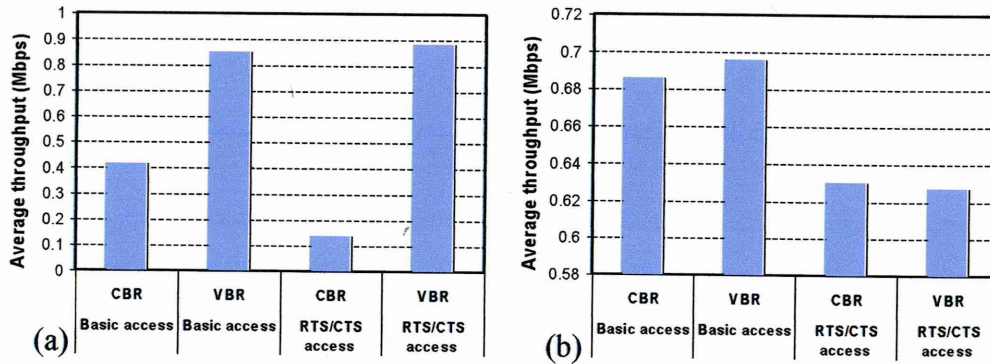 Average throughput (Mbps)
1
0.9
0.8
0.7
0.6
0.5
0.4
0.3
0.2
0.1
0
CBR VBR CBR VBR
Basic access Basic access RTS/CTS access RTS/CTS access
(a)
Average throughput (Mbps)
0.72
0.7
0.68
0.66
0.64
0.62
0.6
0.58
CBR VBR CBR VBR
Basic access Basic access RTS/CTS access RTS/CTS access
(b)